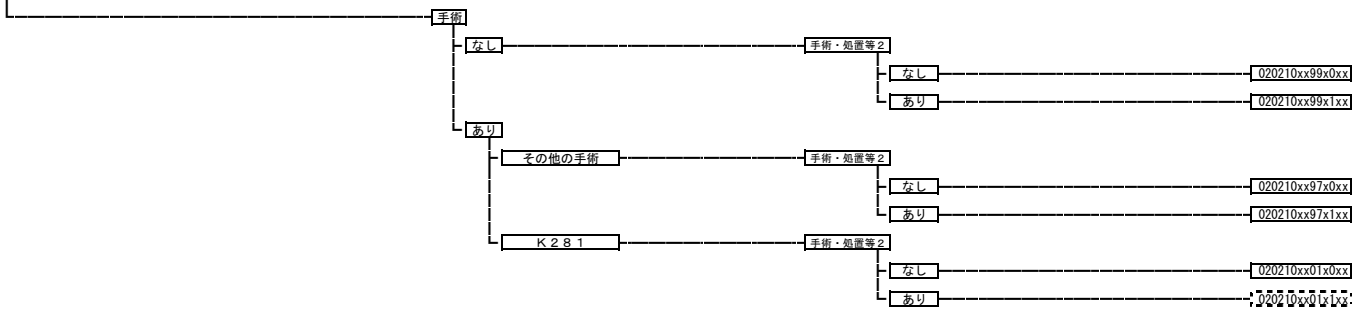 手術
なし 手術・処置等２
なし 020210xx99x0xx
あり 020210xx99x1xx
あり
その他の手術 手術・処置等２
なし 020210xx97x0xx
あり 020210xx97x1xx
Ｋ２８１ 手術・処置等２
なし 020210xx01x0xx
あり 020210xx01x1xx